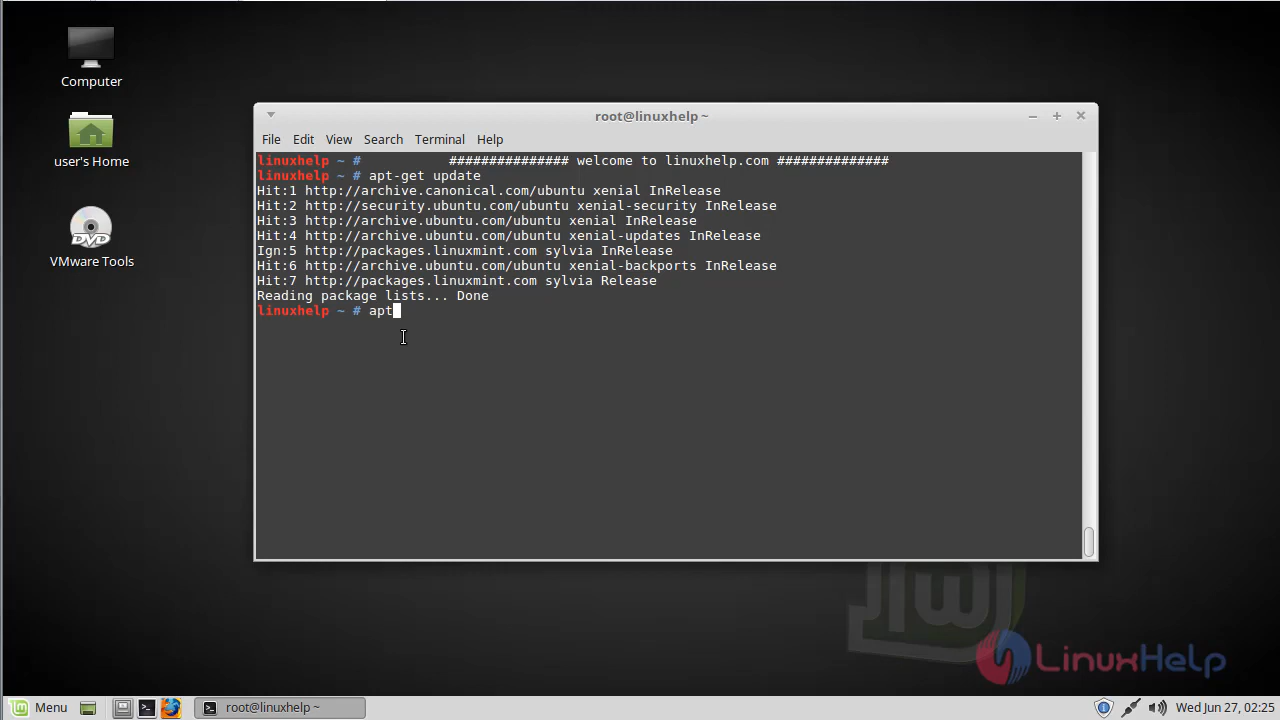 Computer
user's Home
DVD
VMware Tools
root@linuxhelp ~
File Edit View Search Terminal Help
linuxhelp ~ # ############### welcome to linuxhelp.com ##############
linuxhelp ~ # apt-get update
Hit:1 http://archive.canonical.com/ubuntu xenial InRelease
Hit:2 http://security.ubuntu.com/ubuntu xenial-security InRelease
Hit:3 http://archive.ubuntu.com/ubuntu xenial InRelease
Hit:4 http://archive.ubuntu.com/ubuntu xenial-updates InRelease
Ign:5 http://packages.linuxmint.com sylvia InRelease
Hit:6 http://archive.ubuntu.com/ubuntu xenial-backports InRelease
Hit:7 http://packages.linuxmint.com sylvia Release
Reading package lists... Done
linuxhelp ~ # apt
LinuxHelp
Menu root@linuxhelp ~ Wed Jun 27, 02:25